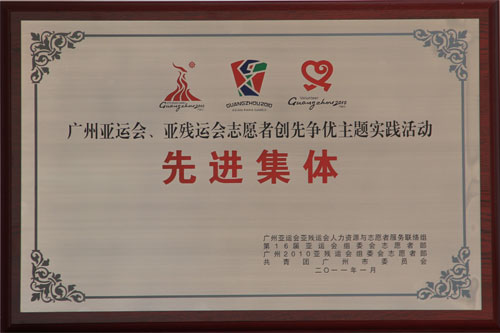 Guangzhou2010
GUANGZHOU 2010
Guangzhou2010
广州亚运会、亚残运会志愿者创先争优主题实践活动
先进集体
广州亚运会亚残运会人力资源与志愿者服务联络组
第16届亚运会组委会志愿者部
广州2010亚残运会组委会志愿者部
共青团广州市委员会
二〇一一年一月